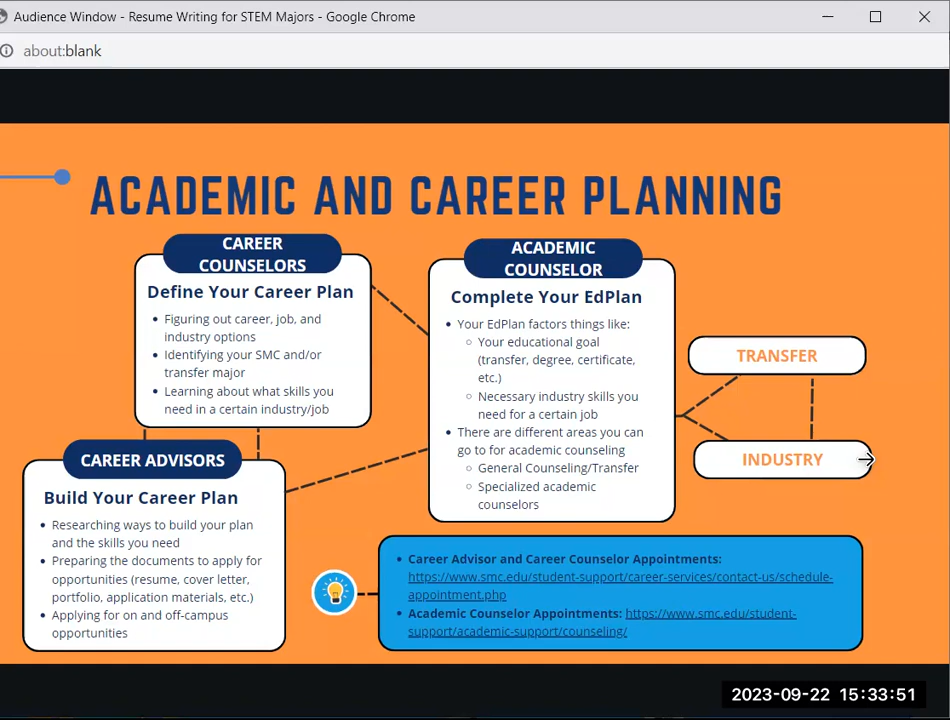 Audience Window - Resume Writing for STEM Majors - Google Chrome
about:blank
ACADEMIC AND CAREER PLANNING
CAREER
COUNSELORS
Define Your Career Plan
• Figuring out career, job, and
industry options
• Identifying your SMC and/or
transfer major
• Learning about what skills you
need in a certain industry/job
CAREER ADVISORS
Build Your Career Plan
• Researching ways to build your plan
and the skills you need
• Preparing the documents to apply for
opportunities (resume, cover letter,
portfolio, application materials, etc.)
• Applying for on and off-campus
opportunities
ACADEMIC
COUNSELOR
Complete Your EdPlan
• Your EdPlan factors things like:
○ Your educational goal
(transfer, degree, certificate,
etc.)
○ Necessary industry skills you
need for a certain job
• There are different areas you can
go to for academic counseling
○ General Counseling/Transfer
○ Specialized academic
counselors
TRANSFER
INDUSTRY
• Career Advisor and Career Counselor Appointments:
https://www.smc.edu/student-support/career-services/contact-us/schedule-
appointment.php
• Academic Counselor Appointments: https://www.smc.edu/student-
support/academic-support/counseling/
2023-09-22 15:33:51